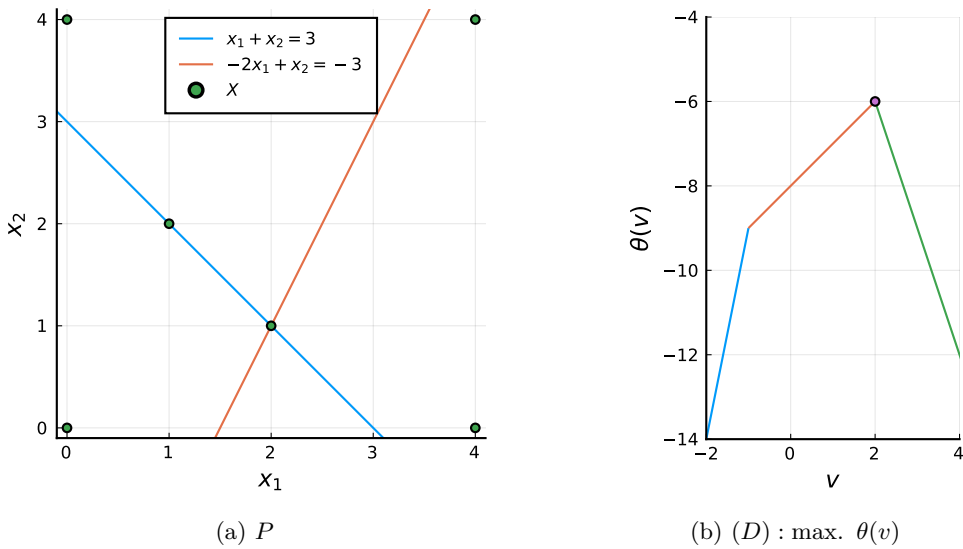 4
3
2
1
0
x₂
x₁ + x₂ = 3
−2x₁ + x₂ = − 3
X
0 1 2 3 4
x₁
(a) P
−4
−6
−8
−10
−12
−14
θ(v)
−2 0 2 4
v
(b) (D) : max. θ(v)